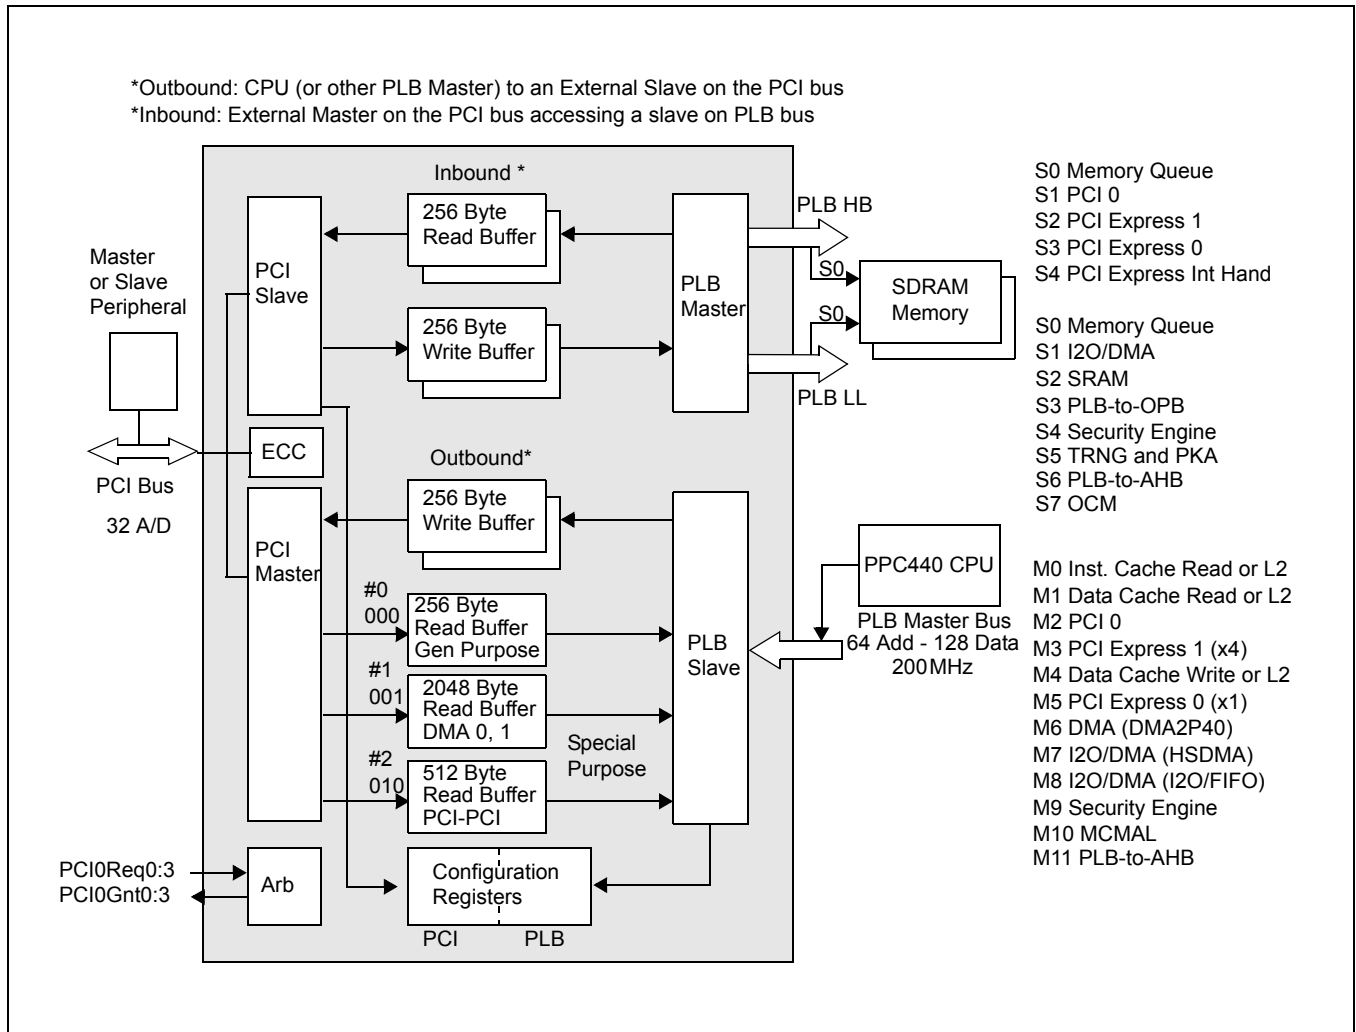 *Outbound: CPU (or other PLB Master) to an External Slave on the PCI bus
*Inbound: External Master on the PCI bus accessing a slave on PLB bus
Inbound *
256 Byte
Read Buffer
PCI
Slave
256 Byte
Write Buffer
PLB
Master
PLB HB
S0
S0
PLB LL
SDRAM
Memory
Master
or Slave
Peripheral
PCI Bus
32 A/D
ECC
Outbound*
256 Byte
Write Buffer
PCI
Master
#0
000
256 Byte
Read Buffer
Gen Purpose
#1
001
2048 Byte
Read Buffer
DMA 0, 1
#2
010
512 Byte
Read Buffer
PCI-PCI
Special
Purpose
PLB
Slave
PPC440 CPU
PLB Master Bus
64 Add - 128 Data
200MHz
PCI0Req0:3
PCI0Gnt0:3
Arb
Configuration
Registers
PCI
PLB
S0 Memory Queue
S1 PCI 0
S2 PCI Express 1
S3 PCI Express 0
S4 PCI Express Int Hand
S0 Memory Queue
S1 I2O/DMA
S2 SRAM
S3 PLB-to-OPB
S4 Security Engine
S5 TRNG and PKA
S6 PLB-to-AHB
S7 OCM
M0 Inst. Cache Read or L2
M1 Data Cache Read or L2
M2 PCI 0
M3 PCI Express 1 (x4)
M4 Data Cache Write or L2
M5 PCI Express 0 (x1)
M6 DMA (DMA2P40)
M7 I2O/DMA (HSDMA)
M8 I2O/DMA (I2O/FIFO)
M9 Security Engine
M10 MCMAL
M11 PLB-to-AHB